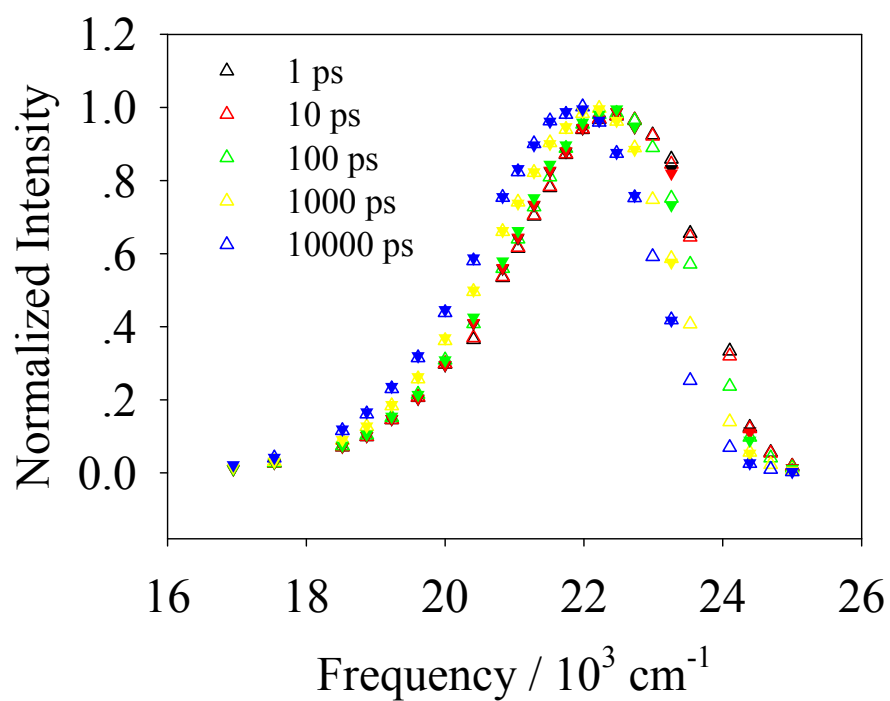 1.2
1.0
.8
.6
.4
0.2
0.0
Normalized Intensity
1 ps
10 ps
100 ps
1000 ps
10000 ps
16
20
22
24
26
Frequency / 10³ cm⁻¹